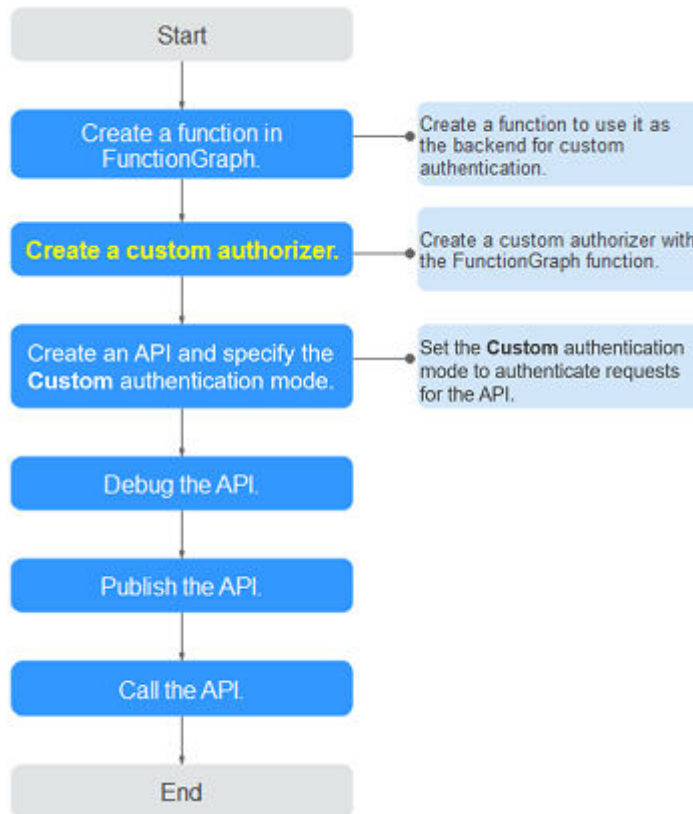 Start
Create a function in
FunctionGraph.
Create a function to use it as
the backend for custom
authentication.
Create a custom authorizer.
Create a custom authorizer with
the FunctionGraph function.
Create an API and specify the
Custom authentication mode.
Set the Custom authentication
mode to authenticate requests
for the API.
Debug the API.
Publish the API.
Call the API.
End